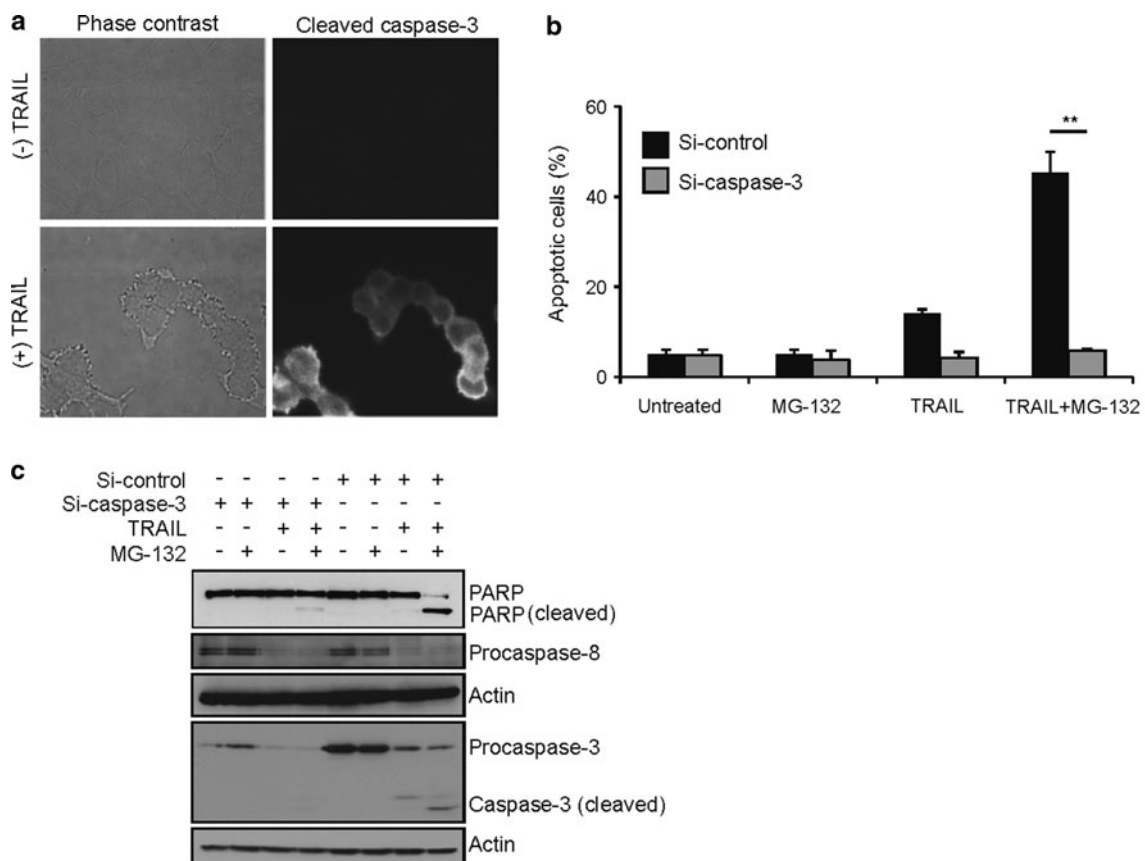 a
Phase contrast
Cleaved caspase-3
(-) TRAIL
(+) TRAIL
b
Apoptotic cells (%)
60
40
20
0
Si-control
Si-caspase-3
**
Untreated
MG-132
TRAIL
TRAIL+MG-132
c
Si-control - - - - + + + +
Si-caspase-3 + + + + - - - -
TRAIL - - + + - - + +
MG-132 - + - + - + - +
PARP
PARP (cleaved)
Procaspase-8
Actin
Procaspase-3
Caspase-3 (cleaved)
Actin